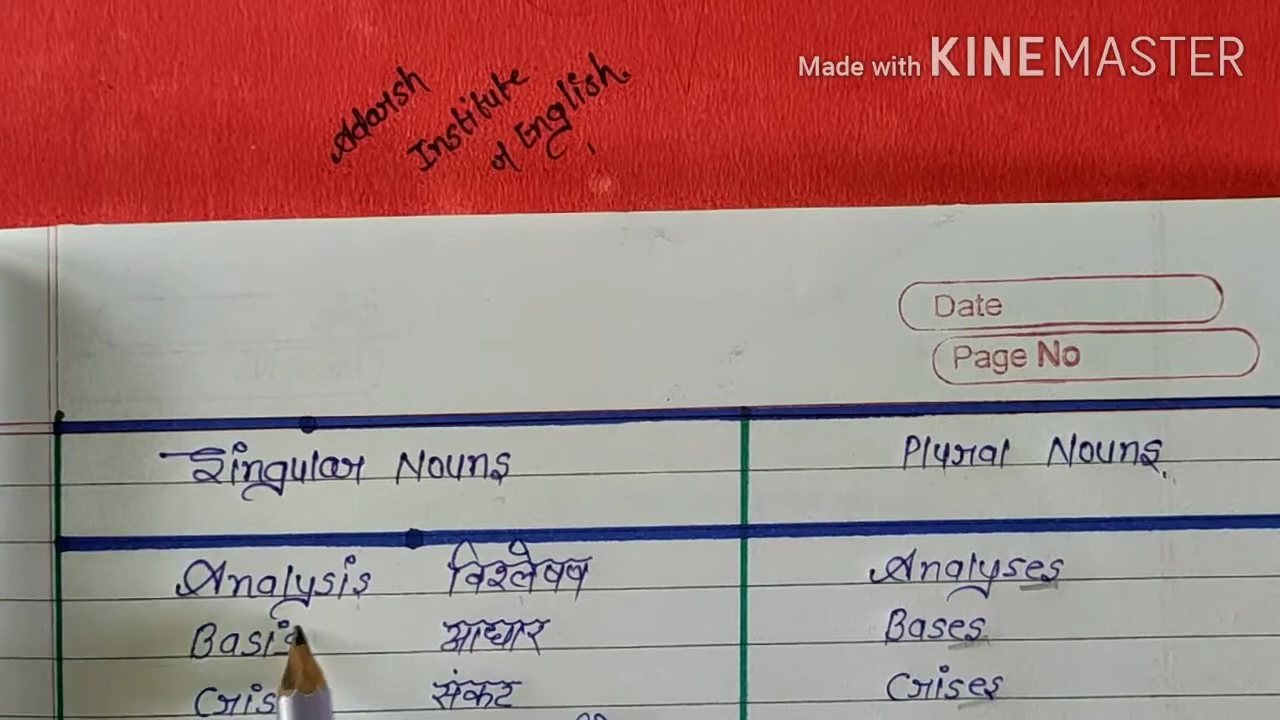 Made with KINEMASTER
Adarsh
Institute
of English
Date
Page No
Singular Nouns Plural Nouns
Analysis विश्लेषण Analyses
Basis आधार Bases
Cris संकट Crises